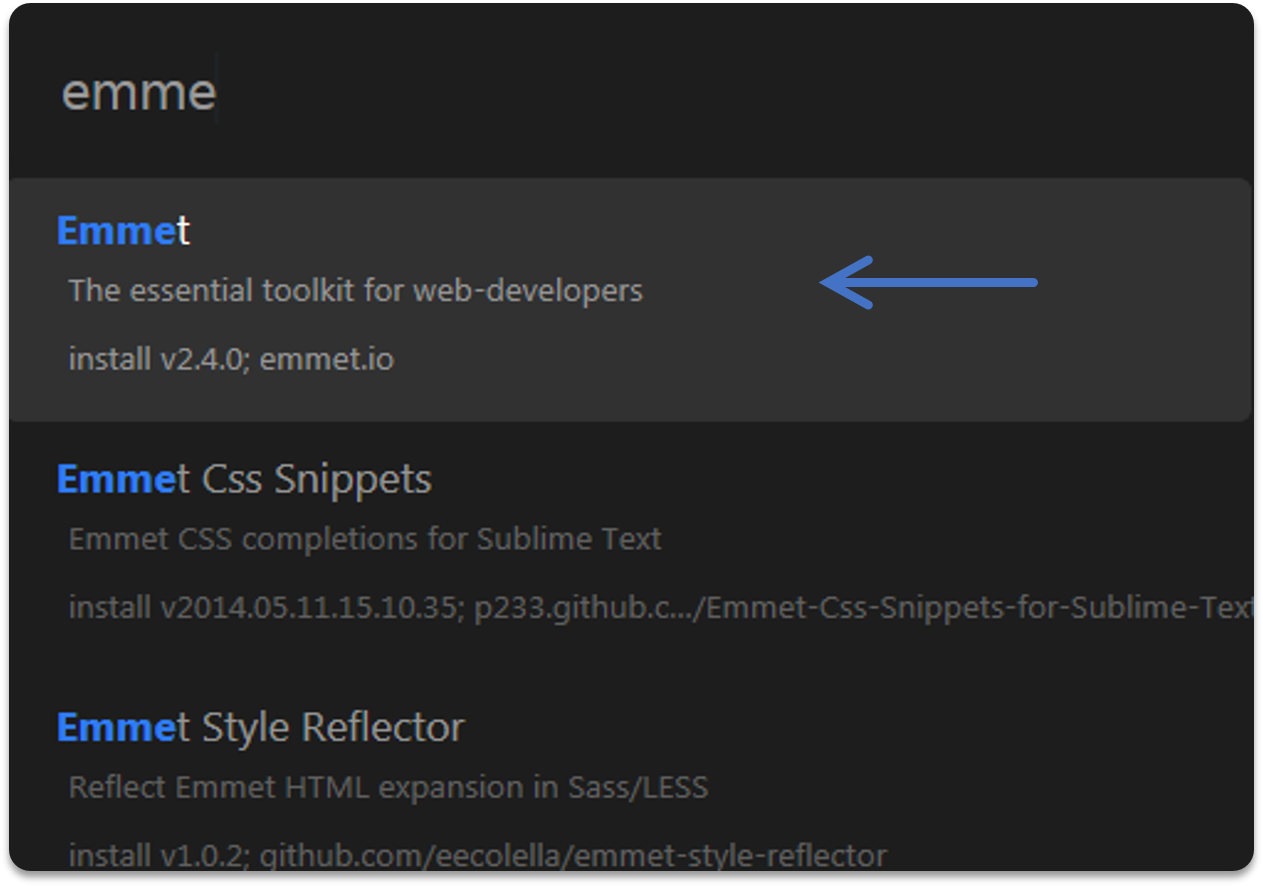 emme
Emmet
The essential toolkit for web-developers
install v2.4.0; emmet.io
Emmet Css Snippets
Emmet CSS completions for Sublime Text
install v2014.05.11.15.10.35; p233.github.c.../Emmet-Css-Snippets-for-Sublime-Text
Emmet Style Reflector
Reflect Emmet HTML expansion in Sass/LESS
install v1.0.2; github.com/eecolella/emmet-style-reflector